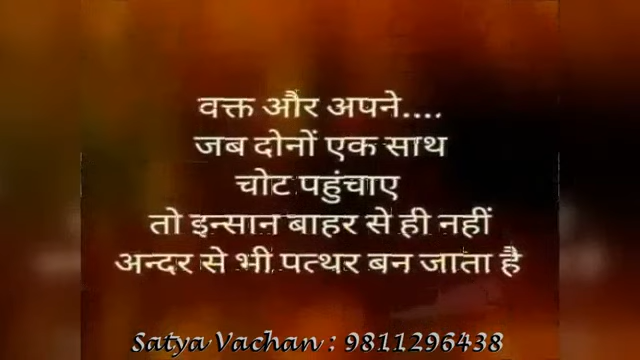 वक्त और अपने....
जब दोनों एक साथ
चोट पहुंचाए
तो इन्सान बाहर से ही नहीं
अन्दर से भी पत्थर बन जाता है
Satya Vachan : 9811296438